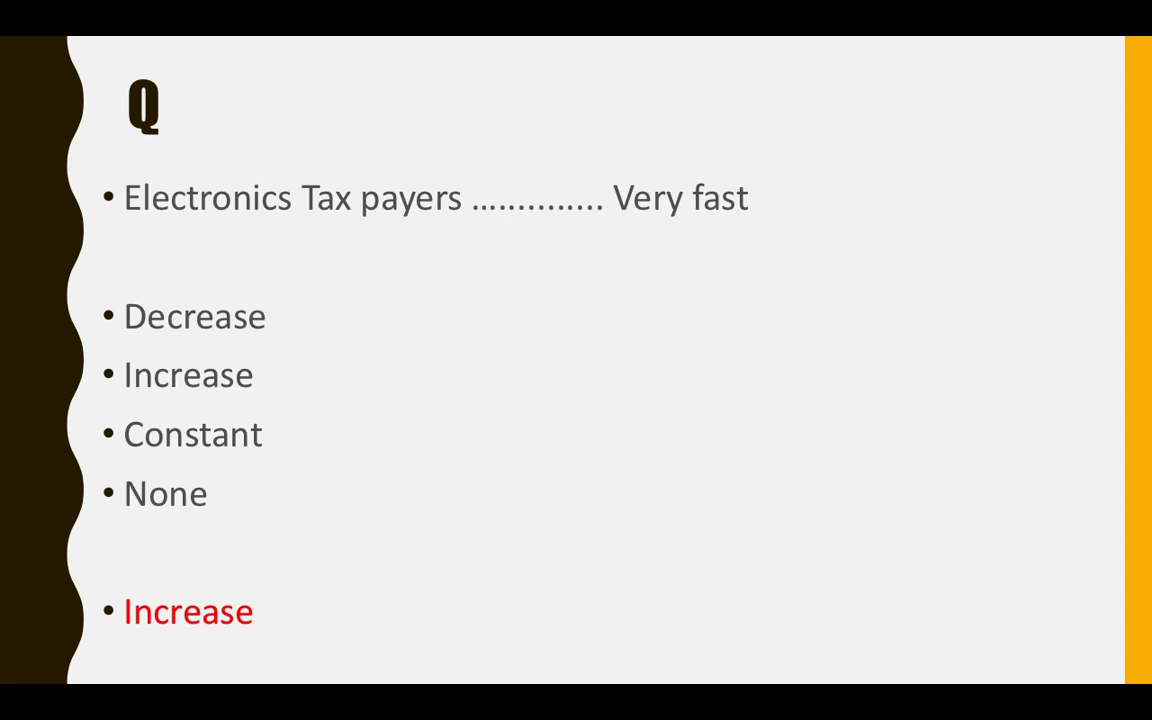 Q
• Electronics Tax payers ………….. Very fast
• Decrease
• Increase
• Constant
• None
• Increase